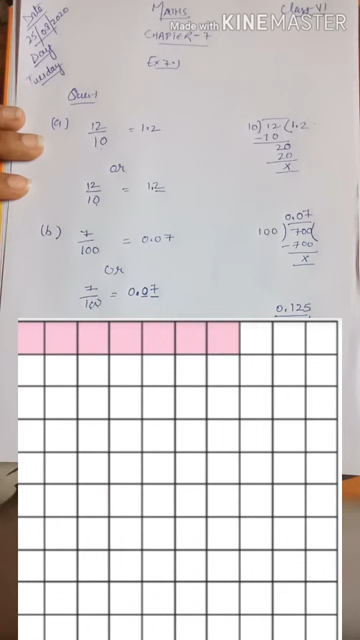 Date
25/08/2020
Day
Tuesday
MATHS
Class-VI
Made with KINEMASTER
CHAPTER-7
Ex 7.1
Ques-1
(a) 12/10 = 1.2
10) 12 (1.2
-10
20
20
x
or
12/10 = 1.2
(b) 7/100 = 0.07
0.07
100 ) 700 (
-700
x
or
7/100 = 0.07
0.125